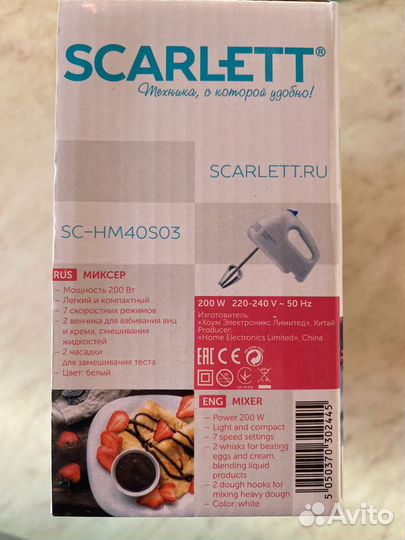 SCARLETT®
Техника, с которой удобно!
SCARLETT.RU
SC-HM40S03
RUS МИКСЕР
– Мощность 200 Вт
– Легкий и компактный
– 7 скоростных режимов
– 2 венчика для взбивания яиц
и крема, смешивания
жидкостей
– 2 насадки
для замешивания теста
– Цвет: белый
200 W 220-240 V ~ 50 Hz
Изготовитель:
«Хоум Электроникс Лимитед», Китай
Producer:
«Home Electronics Limited», China
EAC CE
ENG MIXER
– Power 200 W
– Light and compact
– 7 speed settings
– 2 whisks for beating
eggs and cream,
blending liquid
products
– 2 dough hooks for
mixing heavy dough
– Color: white
5 050370 302445
Avito